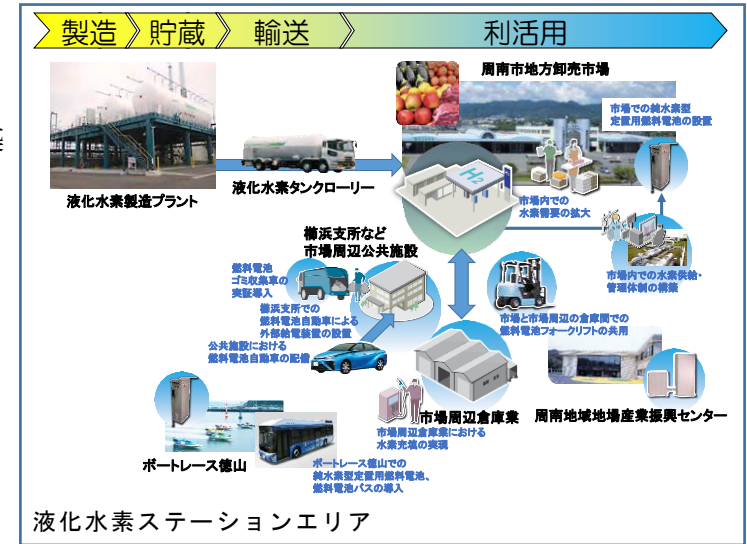 製造
貯蔵
輸送
利活用
周南市地方卸売市場
市場での純水素型
定置用燃料電池の設置
液化水素製造プラント
液化水素タンクローリー
H2
市場内での
水素需要の拡大
櫛浜支所など
市場周辺公共施設
市場内での水素供給・
管理体制の構築
燃料電池
ゴミ収集車の
実証導入
櫛浜支所での
燃料電池自動車による
外部給電装置の設置
公共施設における
燃料電池自動車の配備
市場と市場周辺の倉庫間での
燃料電池フォークリフトの共用
市場周辺倉庫業
周南地域地場産業振興センター
市場周辺倉庫業における
水素充填の実現
ボートレース徳山
ボートレース徳山での
純水素型定置用燃料電池、
燃料電池バスの導入
液化水素ステーションエリア